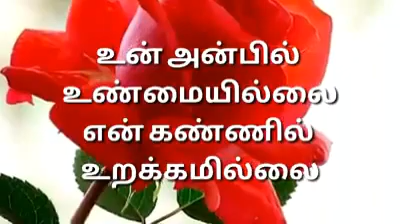 உன் அன்பில்
உண்மையில்லை
என் கண்ணில்
உறக்கமில்லை